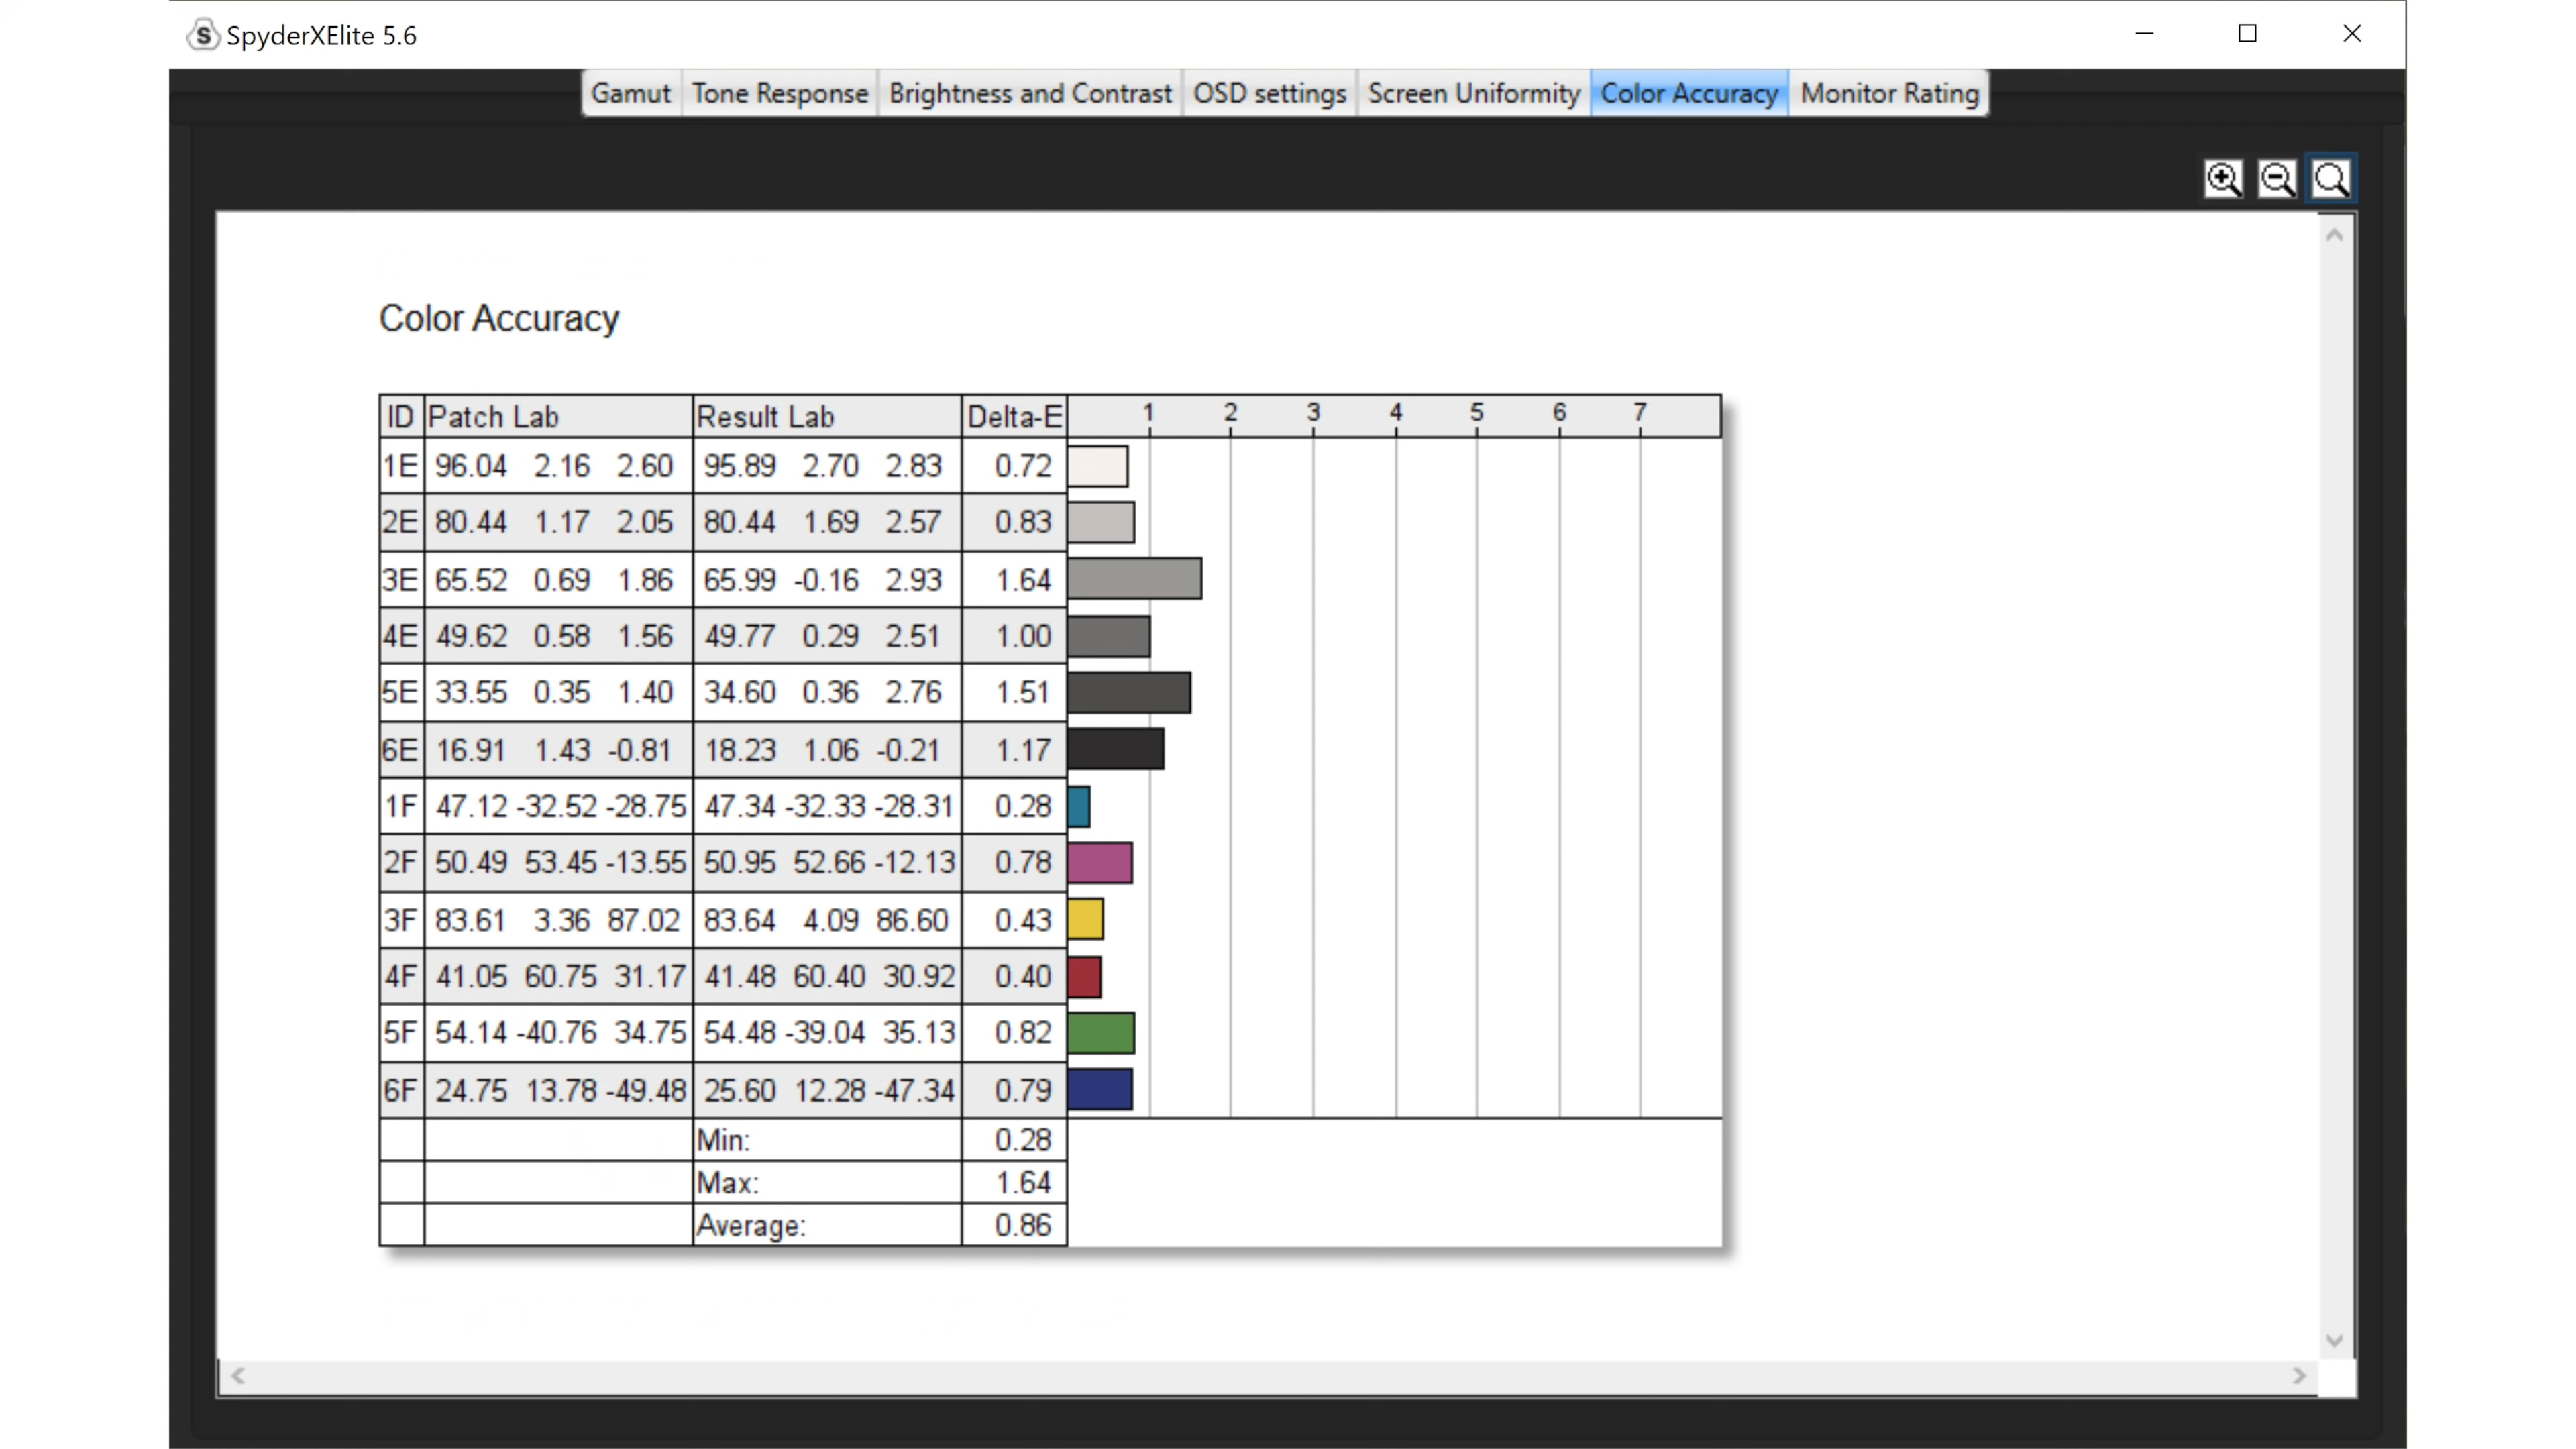 SpyderXElite 5.6
Gamut Tone Response Brightness and Contrast OSD settings Screen Uniformity Color Accuracy Monitor Rating
Color Accuracy
ID Patch Lab Result Lab Delta-E 1 2 3 4 5 6 7
1E 96.04 2.16 2.60 95.89 2.70 2.83 0.72
2E 80.44 1.17 2.05 80.44 1.69 2.57 0.83
3E 65.52 0.69 1.86 65.99 -0.16 2.93 1.64
4E 49.62 0.58 1.56 49.77 0.29 2.51 1.00
5E 33.55 0.35 1.40 34.60 0.36 2.76 1.51
6E 16.91 1.43 -0.81 18.23 1.06 -0.21 1.17
1F 47.12 -32.52 -28.75 47.34 -32.33 -28.31 0.28
2F 50.49 53.45 -13.55 50.95 52.66 -12.13 0.78
3F 83.61 3.36 87.02 83.64 4.09 86.60 0.43
4F 41.05 60.75 31.17 41.48 60.40 30.92 0.40
5F 54.14 -40.76 34.75 54.48 -39.04 35.13 0.82
6F 24.75 13.78 -49.48 25.60 12.28 -47.34 0.79
Min: 0.28
Max: 1.64
Average: 0.86